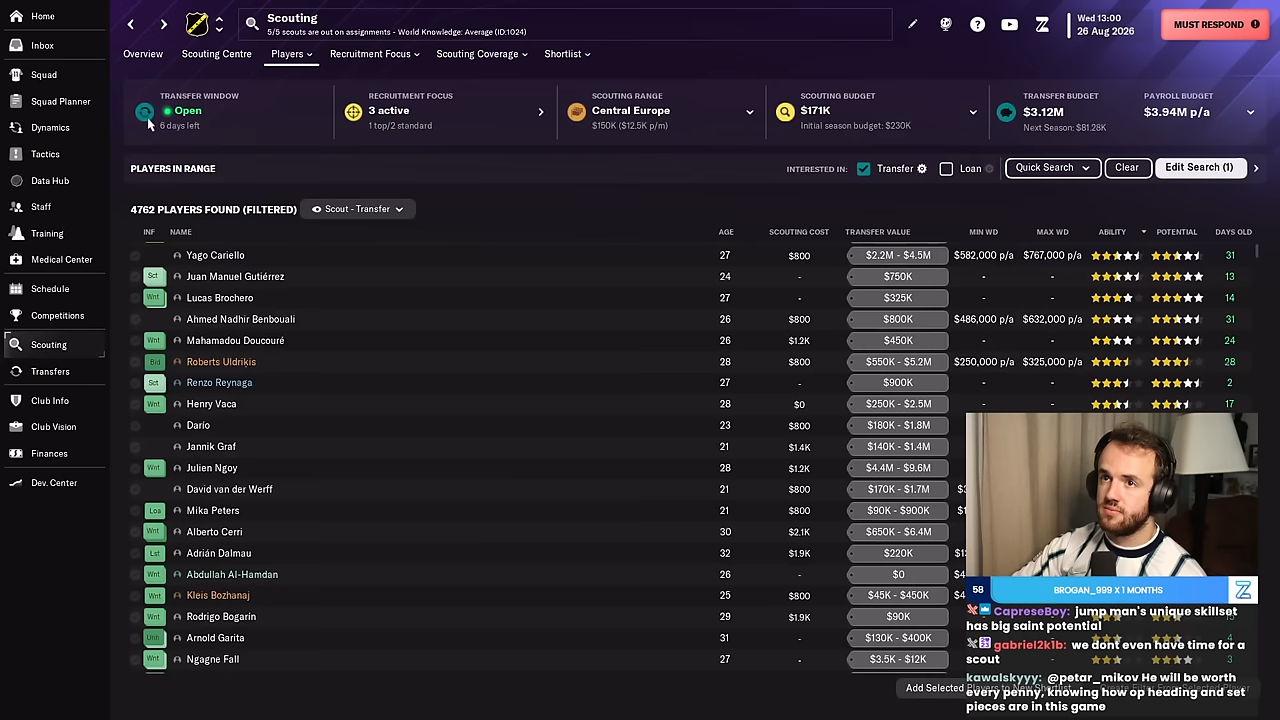 Home
Inbox
Squad
Squad Planner
Dynamics
Tactics
Data Hub
Staff
Training
Medical Center
Schedule
Competitions
Scouting
Transfers
Club Info
Club Vision
Finances
Dev. Center
Scouting
5/5 scouts are out on assignments - World Knowledge: Average (ID:1024)
Wed 13:00
26 Aug 2026
MUST RESPOND
Overview Scouting Centre Players Recruitment Focus Scouting Coverage Shortlist
TRANSFER WINDOW
Open
6 days left
RECRUITMENT FOCUS
3 active
1 top/2 standard
SCOUTING RANGE
Central Europe
$150K ($12.5K p/m)
SCOUTING BUDGET
$171K
Initial season budget: $230K
TRANSFER BUDGET
$3.12M
Next Season: $81.28K
PAYROLL BUDGET
$3.94M p/a
PLAYERS IN RANGE
INTERESTED IN: Transfer Loan Quick Search Clear Edit Search (1)
4762 PLAYERS FOUND (FILTERED) Scout - Transfer
INF NAME AGE SCOUTING COST TRANSFER VALUE MIN WD MAX WD ABILITY POTENTIAL DAYS OLD
Yago Cariello 27 $800 $2.2M - $4.5M $582,000 p/a $767,000 p/a 31
Sct Juan Manuel Gutiérrez 24 - $750K - - 13
Wnt Lucas Brochero 27 - $325K - - 14
Ahmed Nadhir Benbouali 26 $800 $800K $486,000 p/a $632,000 p/a 31
Wnt Mahamadou Doucouré 26 $1.2K $450K - - 24
Bid Roberts Uldriķis 28 $800 $550K - $5.2M $250,000 p/a $325,000 p/a 28
Sct Renzo Reynaga 27 - $900K - - 2
Wnt Henry Vaca 28 $0 $250K - $2.5M - - 17
Darío 23 $800 $180K - $1.8M
Jannik Graf 21 $1.4K $140K - $1.4M
Wnt Julien Ngoy 28 $1.2K $4.4M - $9.6M
David van der Werff 21 $800 $170K - $1.7M
Loa Mika Peters 21 $800 $90K - $900K
Wnt Alberto Cerri 30 $2.1K $650K - $6.4M
Lst Adrián Dalmau 32 $1.9K $220K
Wnt Abdullah Al-Hamdan 26 - $0
Wnt Kleis Bozhanaj 25 $800 $45K - $450K
Wnt Rodrigo Bogarin 29 $1.9K $90K
Arnold Garita 31 - $130K - $400K 4
Wnt Ngagne Fall 27 - $3.5K - $12K 3
Add Selected Players to New Shortlist
58 BROGAN_999 X 1 MONTHS
CapreseBoy: jump man's unique skillset
has big saint potential
gabriel2k1b: we dont even have time for a
scout
kawalskyyy: @petar_mikov He will be worth
every penny, knowing how op heading and set
pieces are in this game